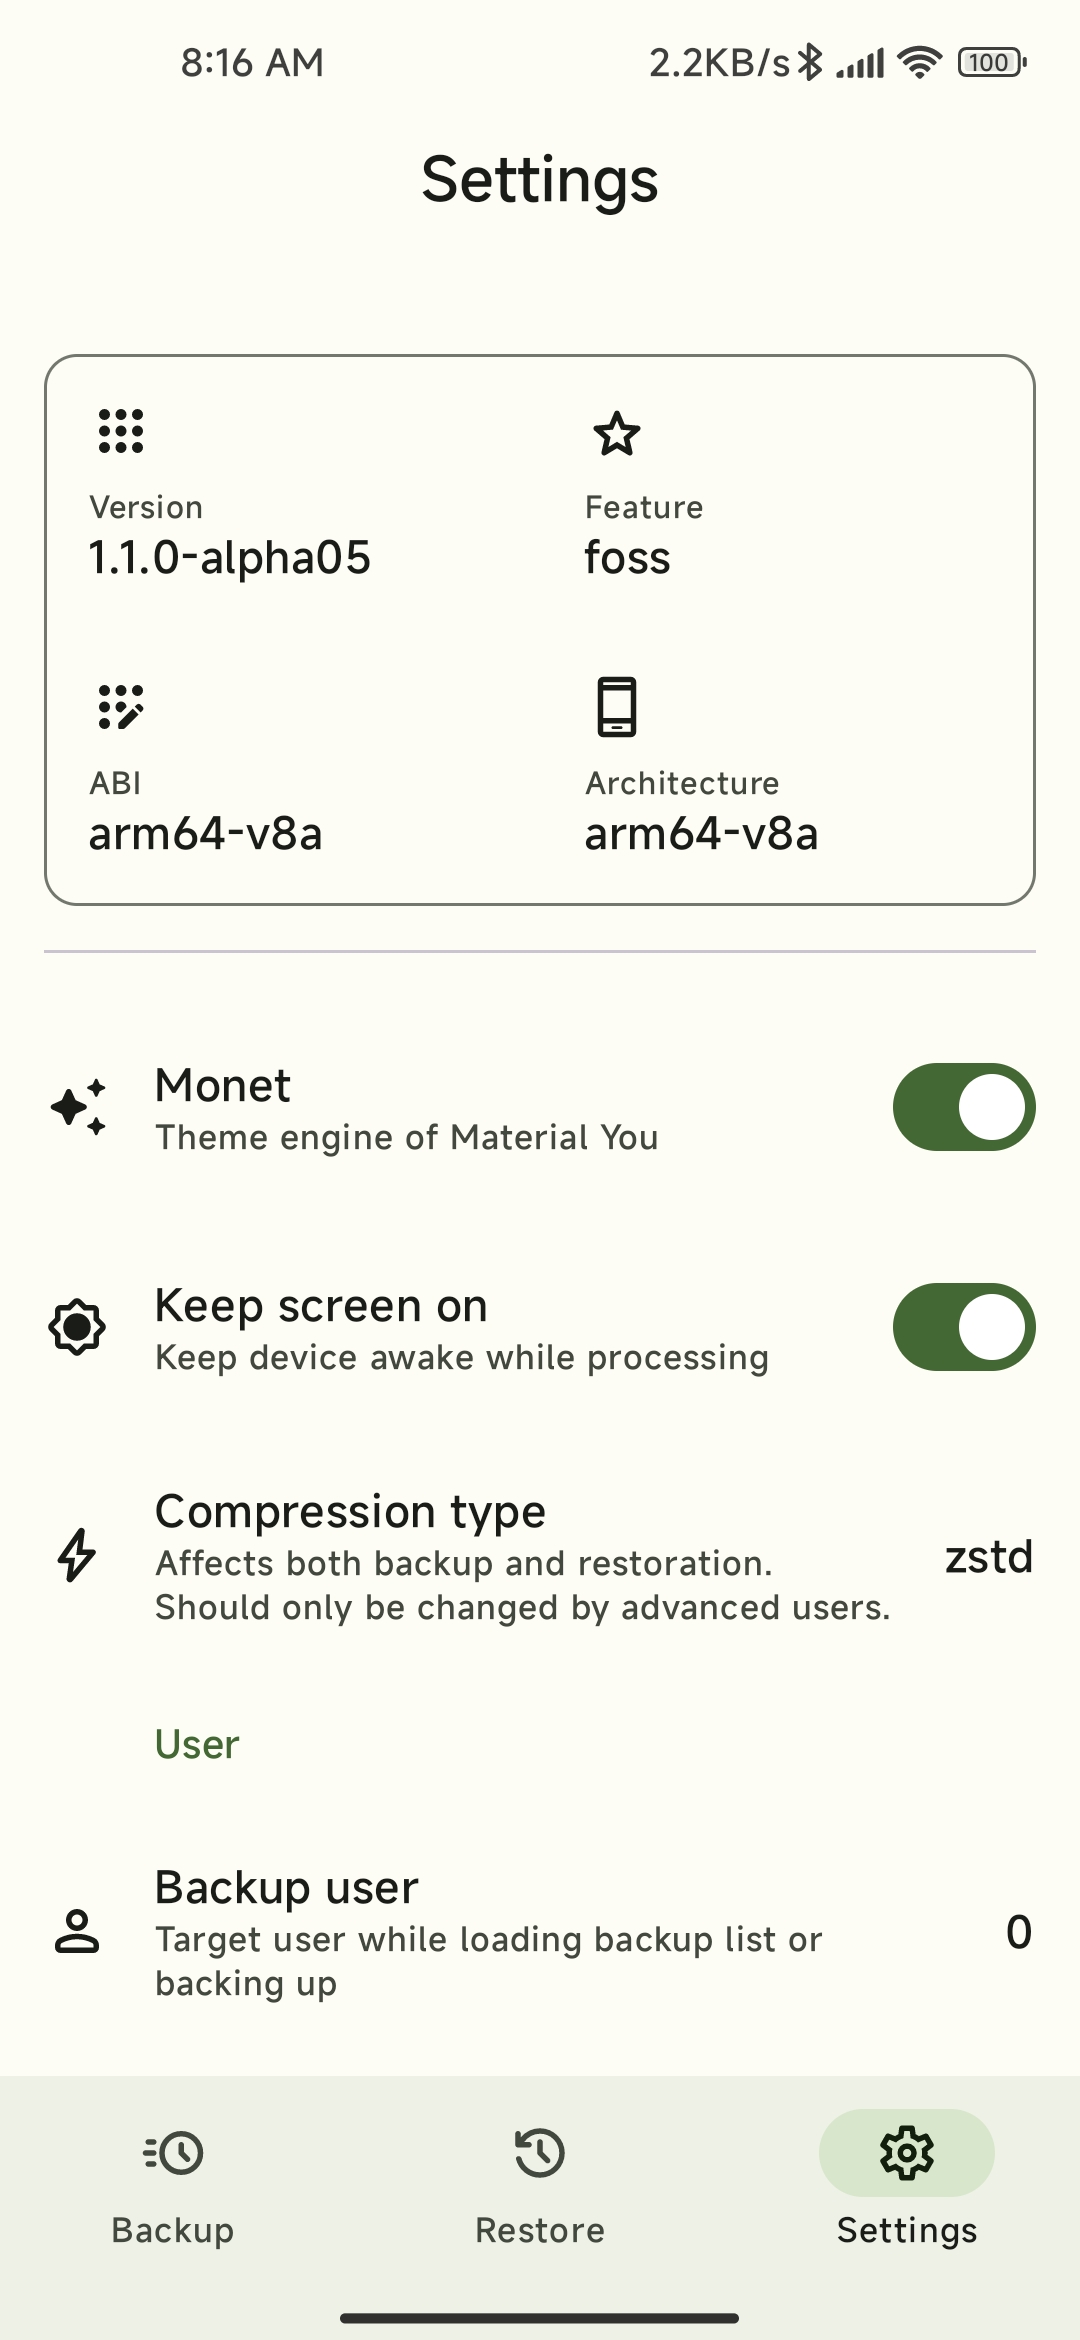 8:16 AM 2.2KB/s 100
Settings
Version
1.1.0-alpha05
Feature
foss
ABI
arm64-v8a
Architecture
arm64-v8a
Monet
Theme engine of Material You
Keep screen on
Keep device awake while processing
Compression type
Affects both backup and restoration.
Should only be changed by advanced users.
zstd
User
Backup user
Target user while loading backup list or
backing up
0
Backup
Restore
Settings